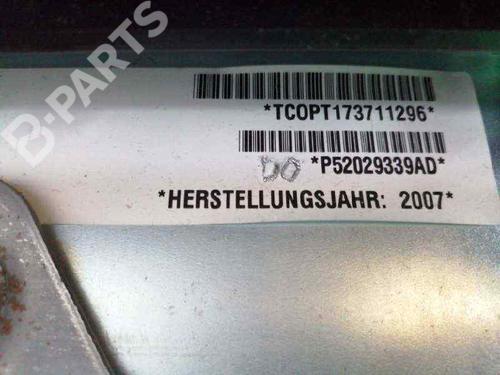 B-PARTS
*TCOPT173711296*
DO *P52029339AD*
*HERSTELLUNGSJAHR: 2007*